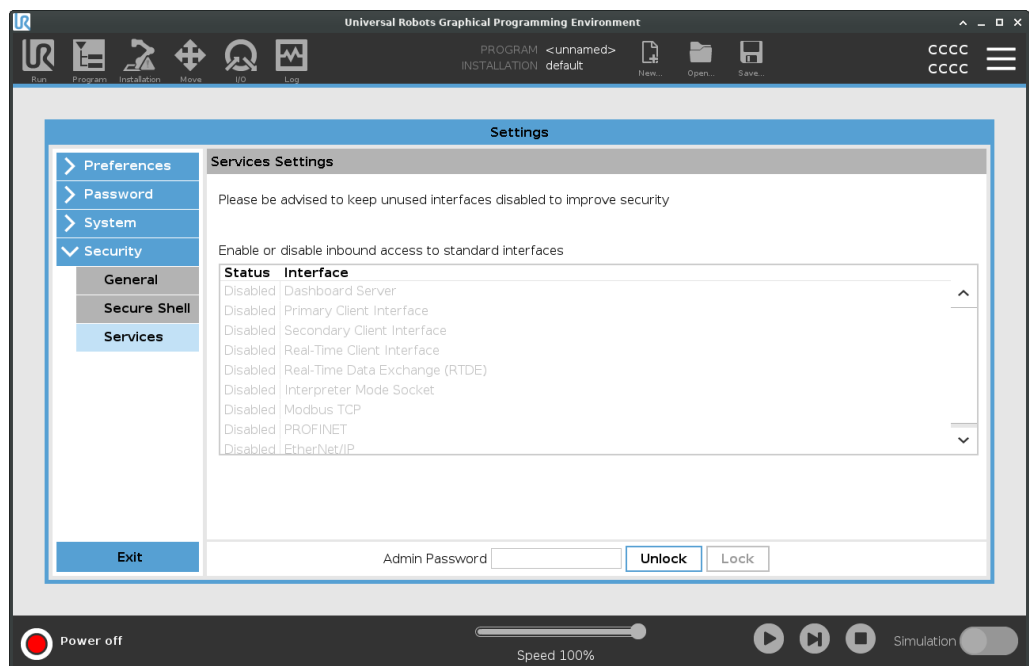 UR
Universal Robots Graphical Programming Environment
UR
Run
Program
Installation
Move
I/O
Log
PROGRAM <unnamed>
INSTALLATION default
New...
Open...
Save...
CCCC
CCCC
Settings
Preferences
Password
System
Security
General
Secure Shell
Services
Exit
Services Settings
Please be advised to keep unused interfaces disabled to improve security
Enable or disable inbound access to standard interfaces
Status Interface
Disabled Dashboard Server
Disabled Primary Client Interface
Disabled Secondary Client Interface
Disabled Real-Time Client Interface
Disabled Real-Time Data Exchange (RTDE)
Disabled Interpreter Mode Socket
Disabled Modbus TCP
Disabled PROFINET
Disabled EtherNet/IP
Admin Password Unlock Lock
Power off
Speed 100%
Simulation